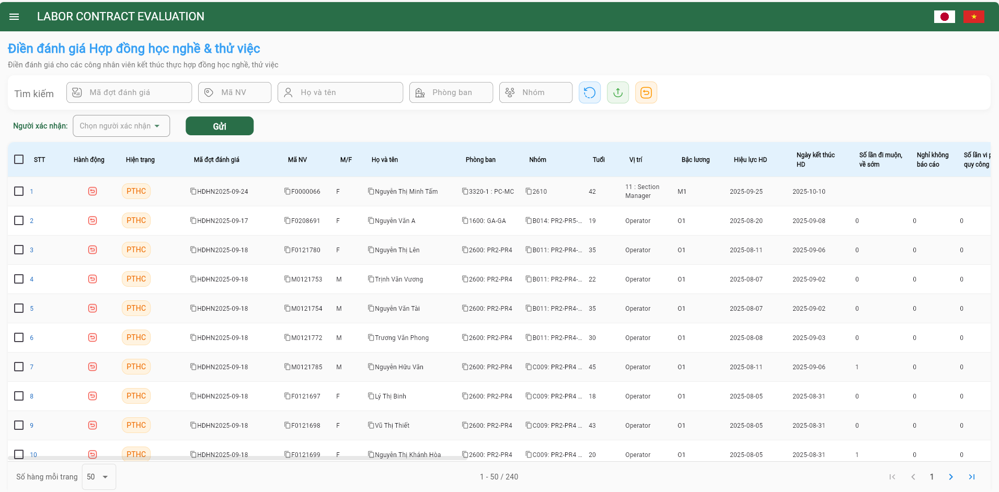 LABOR CONTRACT EVALUATION
Điền đánh giá Hợp đồng học nghề & thử việc
Điền đánh giá cho các công nhân viên kết thúc thực hợp đồng học nghề, thử việc
Tìm kiếm Mã đợt đánh giá Mã NV Họ và tên Phòng ban Nhóm
Người xác nhận: Chọn người xác nhận Gửi
STT Hành động Hiện trạng Mã đợt đánh giá Mã NV M/F Họ và tên Phòng ban Nhóm Tuổi Vị trí Bậc lương Hiệu lực HD Ngày kết thúc HD Số lần đi muộn, về sớm Nghỉ không báo cáo Số lần vi p quy công
1 PTHC HDHN2025-09-24 F0000066 F Nguyễn Thị Minh Tấm 3320-1 : PC-MC 2610 42 11 : Section Manager M1 2025-09-25 2025-10-10
2 PTHC HDHN2025-09-17 F0208691 F Nguyễn Văn A 1600: GA-GA B014: PR2-PR5-... 19 Operator O1 2025-08-20 2025-09-08 0 0 0
3 PTHC HDHN2025-09-18 F0121780 F Nguyễn Thị Lên 2600: PR2-PR4 B011: PR2-PR4-... 35 Operator O1 2025-08-11 2025-09-06 0 0 0
4 PTHC HDHN2025-09-18 M0121753 M Trịnh Văn Vương 2600: PR2-PR4 B011: PR2-PR4-... 22 Operator O1 2025-08-07 2025-09-02 0 0 0
5 PTHC HDHN2025-09-18 M0121754 M Nguyễn Văn Tài 2600: PR2-PR4 B011: PR2-PR4-... 35 Operator O1 2025-08-07 2025-09-02 0 0 0
6 PTHC HDHN2025-09-18 M0121772 M Trương Văn Phong 2600: PR2-PR4 B011: PR2-PR4-... 30 Operator O1 2025-08-08 2025-09-03 0 0 0
7 PTHC HDHN2025-09-18 M0121785 M Nguyễn Hữu Văn 2600: PR2-PR4 C009: PR2-PR4 ... 45 Operator O1 2025-08-11 2025-09-06 1 0 0
8 PTHC HDHN2025-09-18 F0121697 F Lý Thị Binh 2600: PR2-PR4 C009: PR2-PR4 ... 18 Operator O1 2025-08-05 2025-08-31 0 0 0
9 PTHC HDHN2025-09-18 F0121698 F Vũ Thị Thiết 2600: PR2-PR4 C009: PR2-PR4 ... 43 Operator O1 2025-08-05 2025-08-31 0 0 0
10 PTHC HDHN2025-09-18 F0121699 F Nguyễn Thị Khánh Hòa 2600: PR2-PR4 C009: PR2-PR4 ... 20 Operator O1 2025-08-05 2025-08-31 1 0 0
Số hàng mỗi trang 50 1 - 50 / 240 1